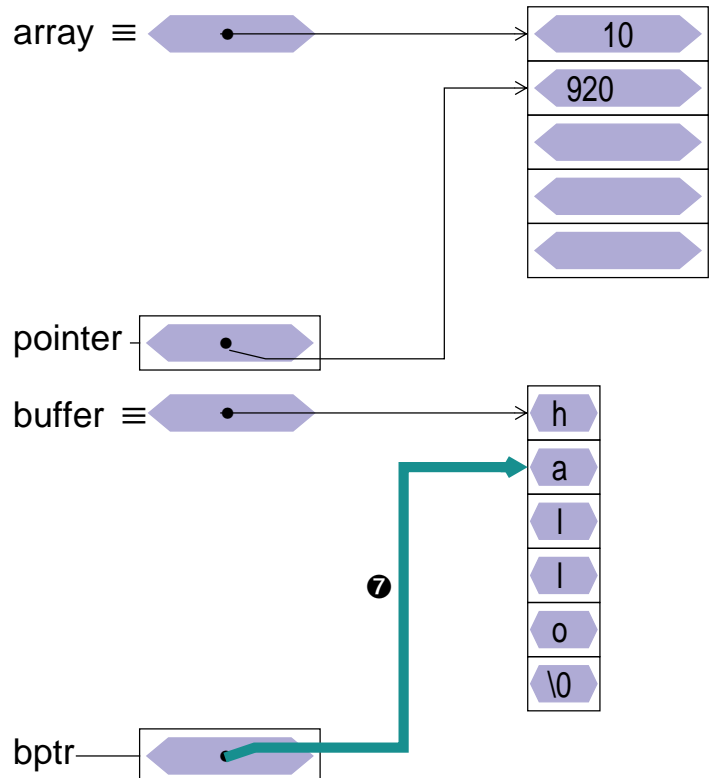 array ≡
10
920
pointer
buffer ≡
h
a
l
l
❼
o
\0
bptr